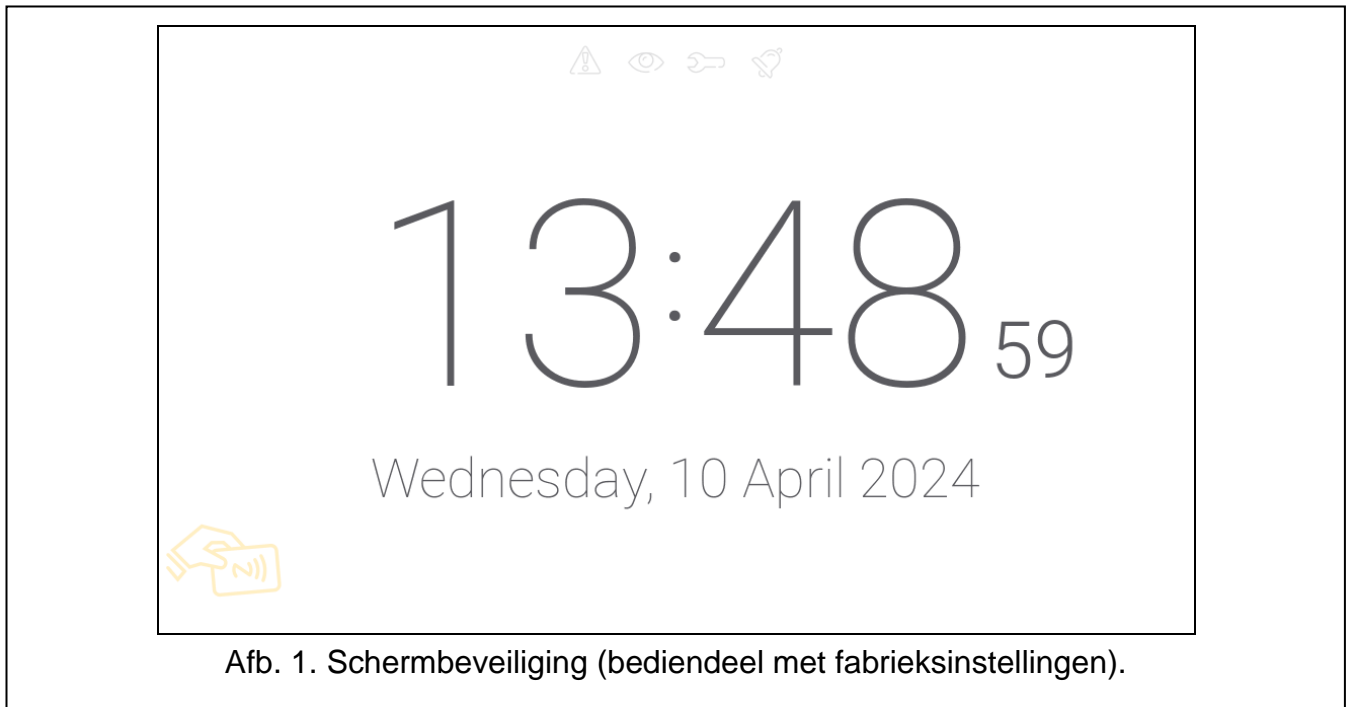 13:48 59
Wednesday, 10 April 2024
Afb. 1. Schermbeveiliging (bediendeel met fabrieksinstellingen).